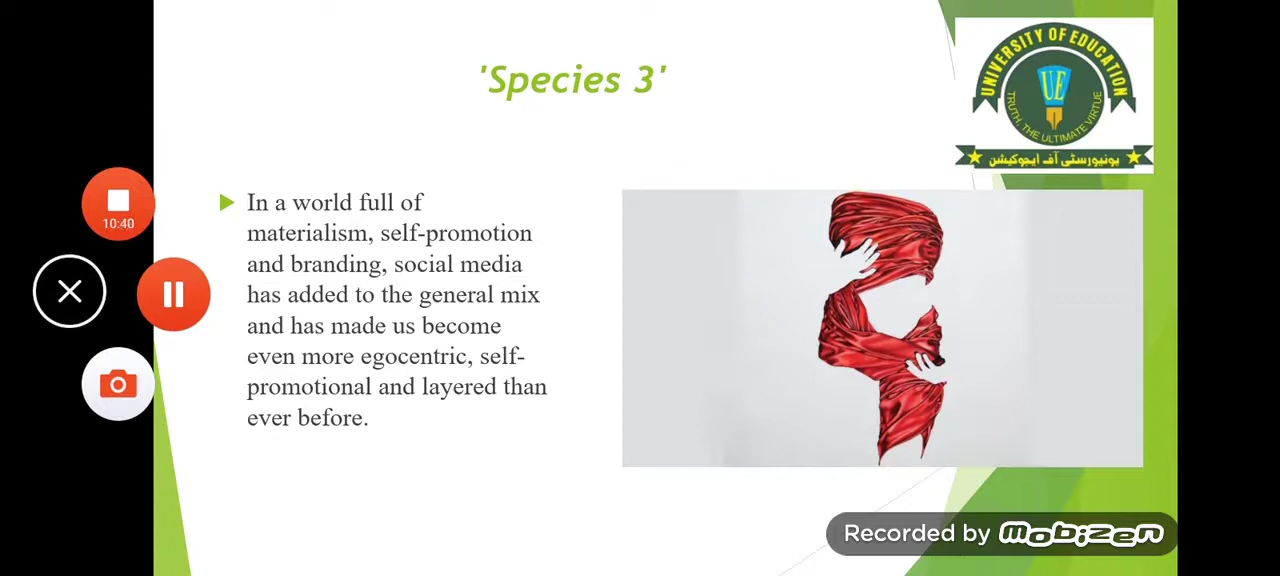 'Species 3'
UNIVERSITY OF EDUCATION
UE
TRUTH, THE ULTIMATE VIRTUE
یونیورسٹی آف ایجوکیشن
In a world full of
materialism, self-promotion
and branding, social media
has added to the general mix
and has made us become
even more egocentric, self-
promotional and layered than
ever before.
10:40
Recorded by Mobizen